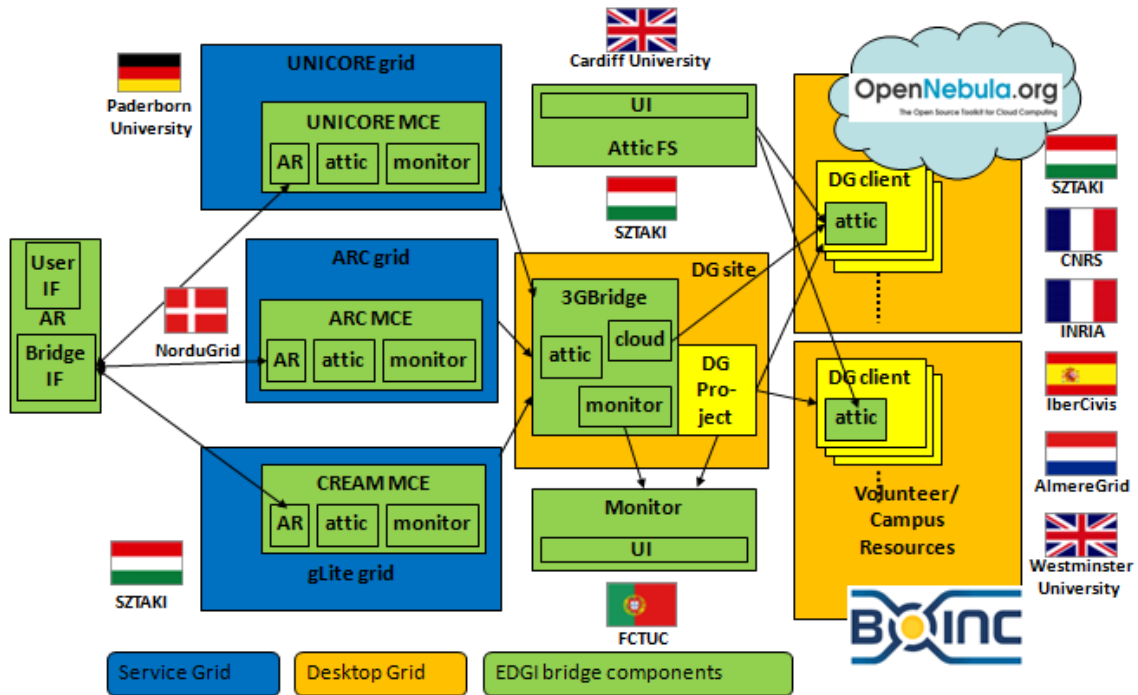 Paderborn
University
UNICORE grid
UNICORE MCE
AR
attic
monitor
Cardiff University
UI
Attic FS
SZTAKI
OpenNebula.org
The Open Source Toolkit for Cloud Computing
DG client
attic
SZTAKI
CNRS
INRIA
IberCivis
AlmereGrid
Westminster
University
User
IF
AR
Bridge
IF
NorduGrid
ARC grid
ARC MCE
AR
attic
monitor
DG site
3GBridge
cloud
attic
monitor
DG
Pro-
ject
DG client
attic
Volunteer/
Campus
Resources
BOINC
CREAM MCE
AR
attic
monitor
gLite grid
SZTAKI
Monitor
UI
FCTUC
Service Grid
Desktop Grid
EDGI bridge components